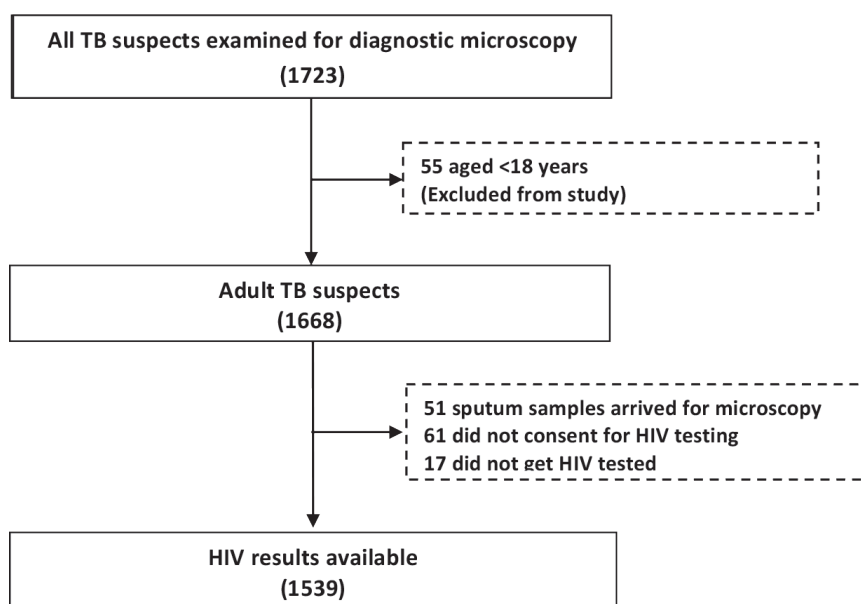 All TB suspects examined for diagnostic microscopy
(1723)
55 aged <18 years
(Excluded from study)
Adult TB suspects
(1668)
51 sputum samples arrived for microscopy
61 did not consent for HIV testing
17 did not get HIV tested
HIV results available
(1539)